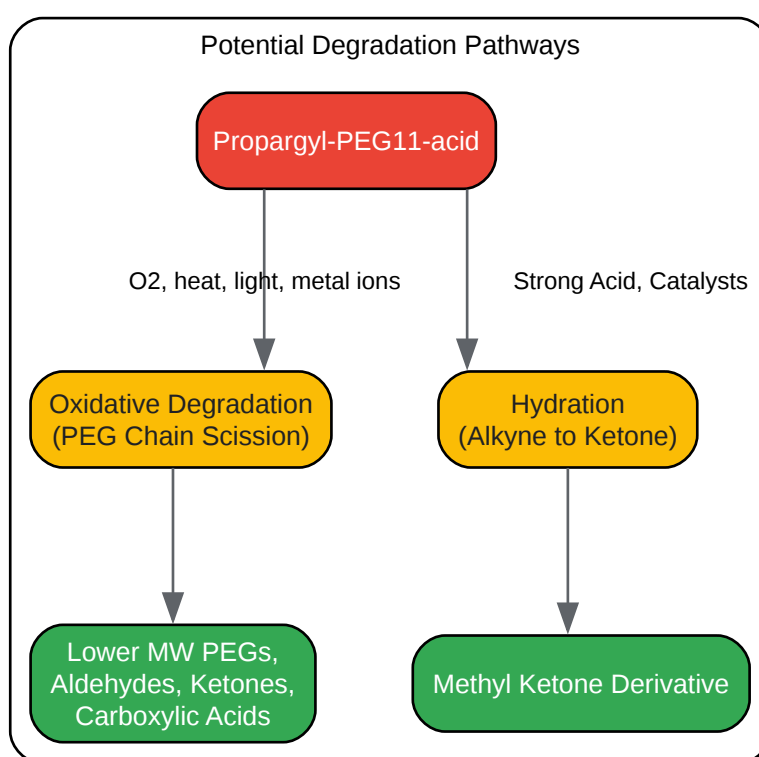 Potential Degradation Pathways
Propargyl-PEG11-acid
O2, heat, light, metal ions
Strong Acid, Catalysts
Oxidative Degradation
(PEG Chain Scission)
Hydration
(Alkyne to Ketone)
Lower MW PEGs,
Aldehydes, Ketones,
Carboxylic Acids
Methyl Ketone Derivative